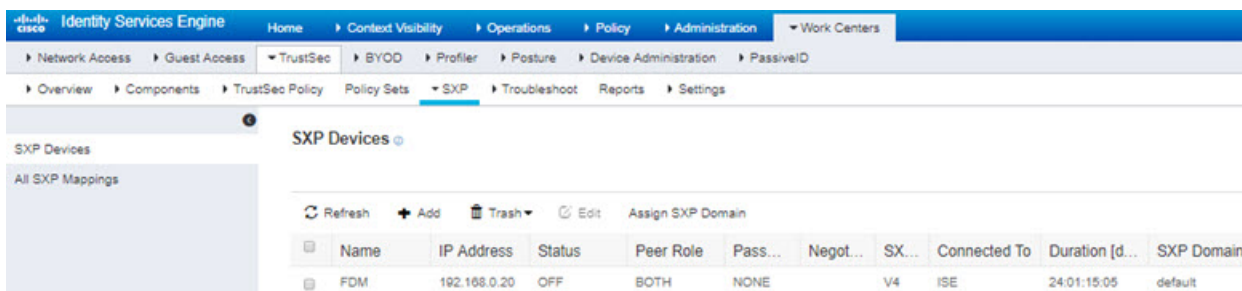 cisco Identity Services Engine Home Context Visibility Operations Policy Administration Work Centers
Network Access Guest Access TrustSec BYOD Profiler Posture Device Administration PassiveID
Overview Components TrustSec Policy Policy Sets SXP Troubleshoot Reports Settings
SXP Devices
All SXP Mappings
SXP Devices
Refresh Add Trash Edit Assign SXP Domain
Name IP Address Status Peer Role Pass... Negot... SX... Connected To Duration [d... SXP Domain
FDM 192.168.0.20 OFF BOTH NONE V4 ISE 24:01:15:05 default